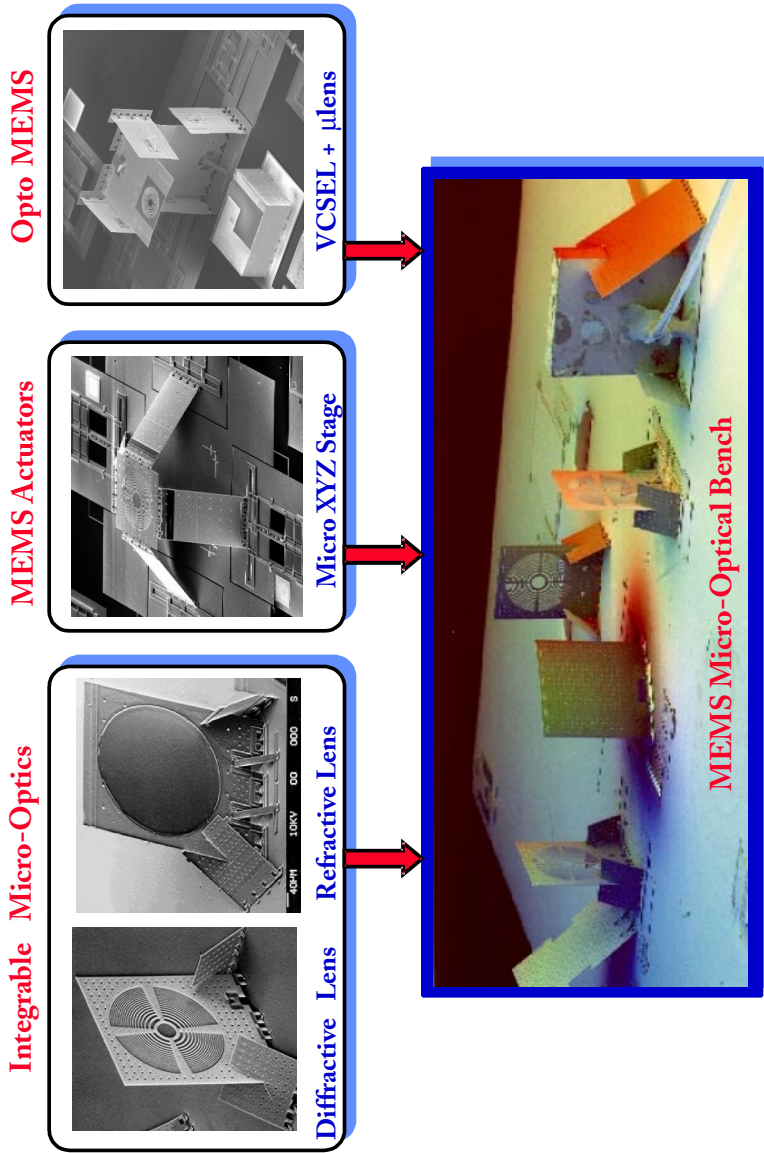 Integrable Micro-Optics
MEMS Actuators
Opto MEMS
40µM 10KV 00 000 S
Diffractive Lens
Refractive Lens
Micro XYZ Stage
VCSEL + µlens
MEMS Micro-Optical Bench